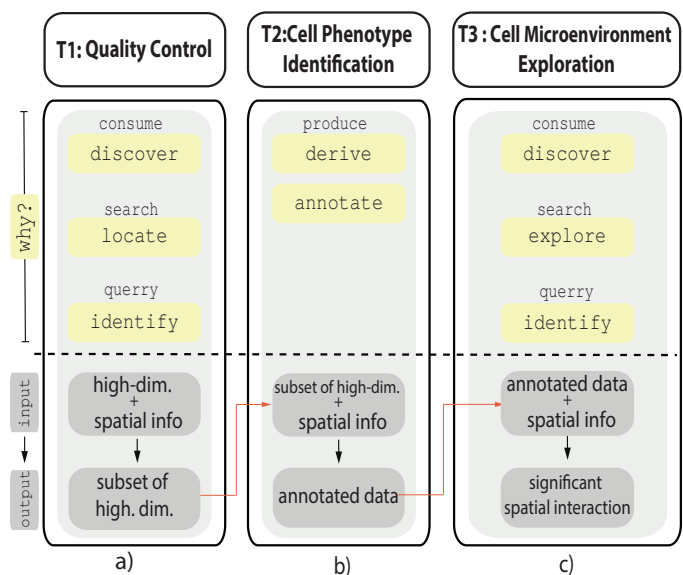 T1: Quality Control
T2:Cell Phenotype
Identification
T3 : Cell Microenvironment
Exploration
why?
consume
discover
search
locate
querry
identify
produce
derive
annotate
consume
discover
search
explore
querry
identify
input
output
high-dim.
+
spatial info
subset of
high. dim.
subset of high-dim.
+
spatial info
annotated data
annotated data
+
spatial info
significant
spatial interaction
a)
b)
c)